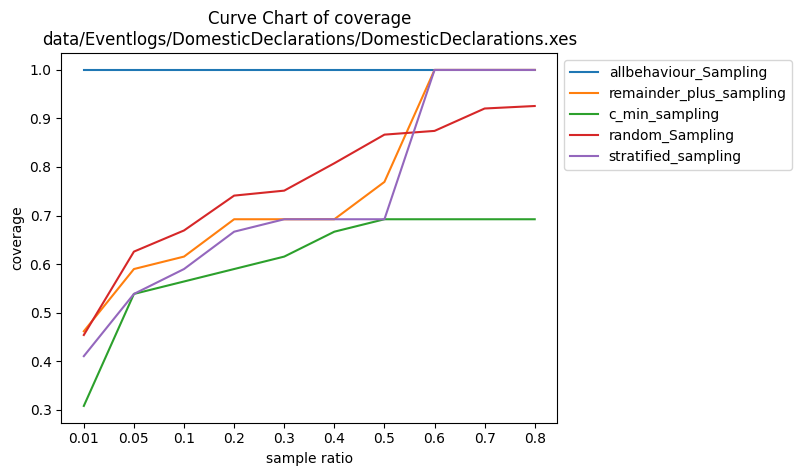 Curve Chart of coverage
data/Eventlogs/DomesticDeclarations/DomesticDeclarations.xes
1.0
0.9
0.8
0.7
0.6
0.5
0.4
0.3
coverage
0.01 0.05 0.1 0.2 0.3 0.4 0.5 0.6 0.7 0.8
sample ratio
allbehaviour_Sampling
remainder_plus_sampling
c_min_sampling
random_Sampling
stratified_sampling